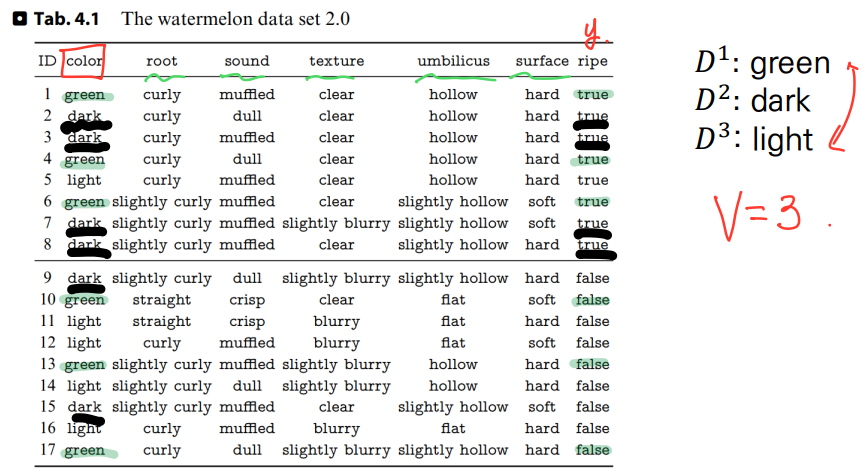 Tab. 4.1 The watermelon data set 2.0
y.
ID color root sound texture umbilicus surface ripe
1 green curly muffled clear hollow hard true
2 dark curly dull clear hollow hard true
3 dark curly muffled clear hollow hard true
4 green curly dull clear hollow hard true
5 light curly muffled clear hollow hard true
6 green slightly curly muffled clear slightly hollow soft true
7 dark slightly curly muffled slightly blurry slightly hollow soft true
8 dark slightly curly muffled clear slightly hollow hard true
9 dark slightly curly dull slightly blurry slightly hollow hard false
10 green straight crisp clear flat soft false
11 light straight crisp blurry flat hard false
12 light curly muffled blurry flat soft false
13 green slightly curly muffled slightly blurry hollow hard false
14 light slightly curly dull slightly blurry hollow hard false
15 dark slightly curly muffled clear slightly hollow soft false
16 light curly muffled blurry flat hard false
17 green curly dull slightly blurry slightly hollow hard false
D¹: green
D²: dark
D³: light
V=3.